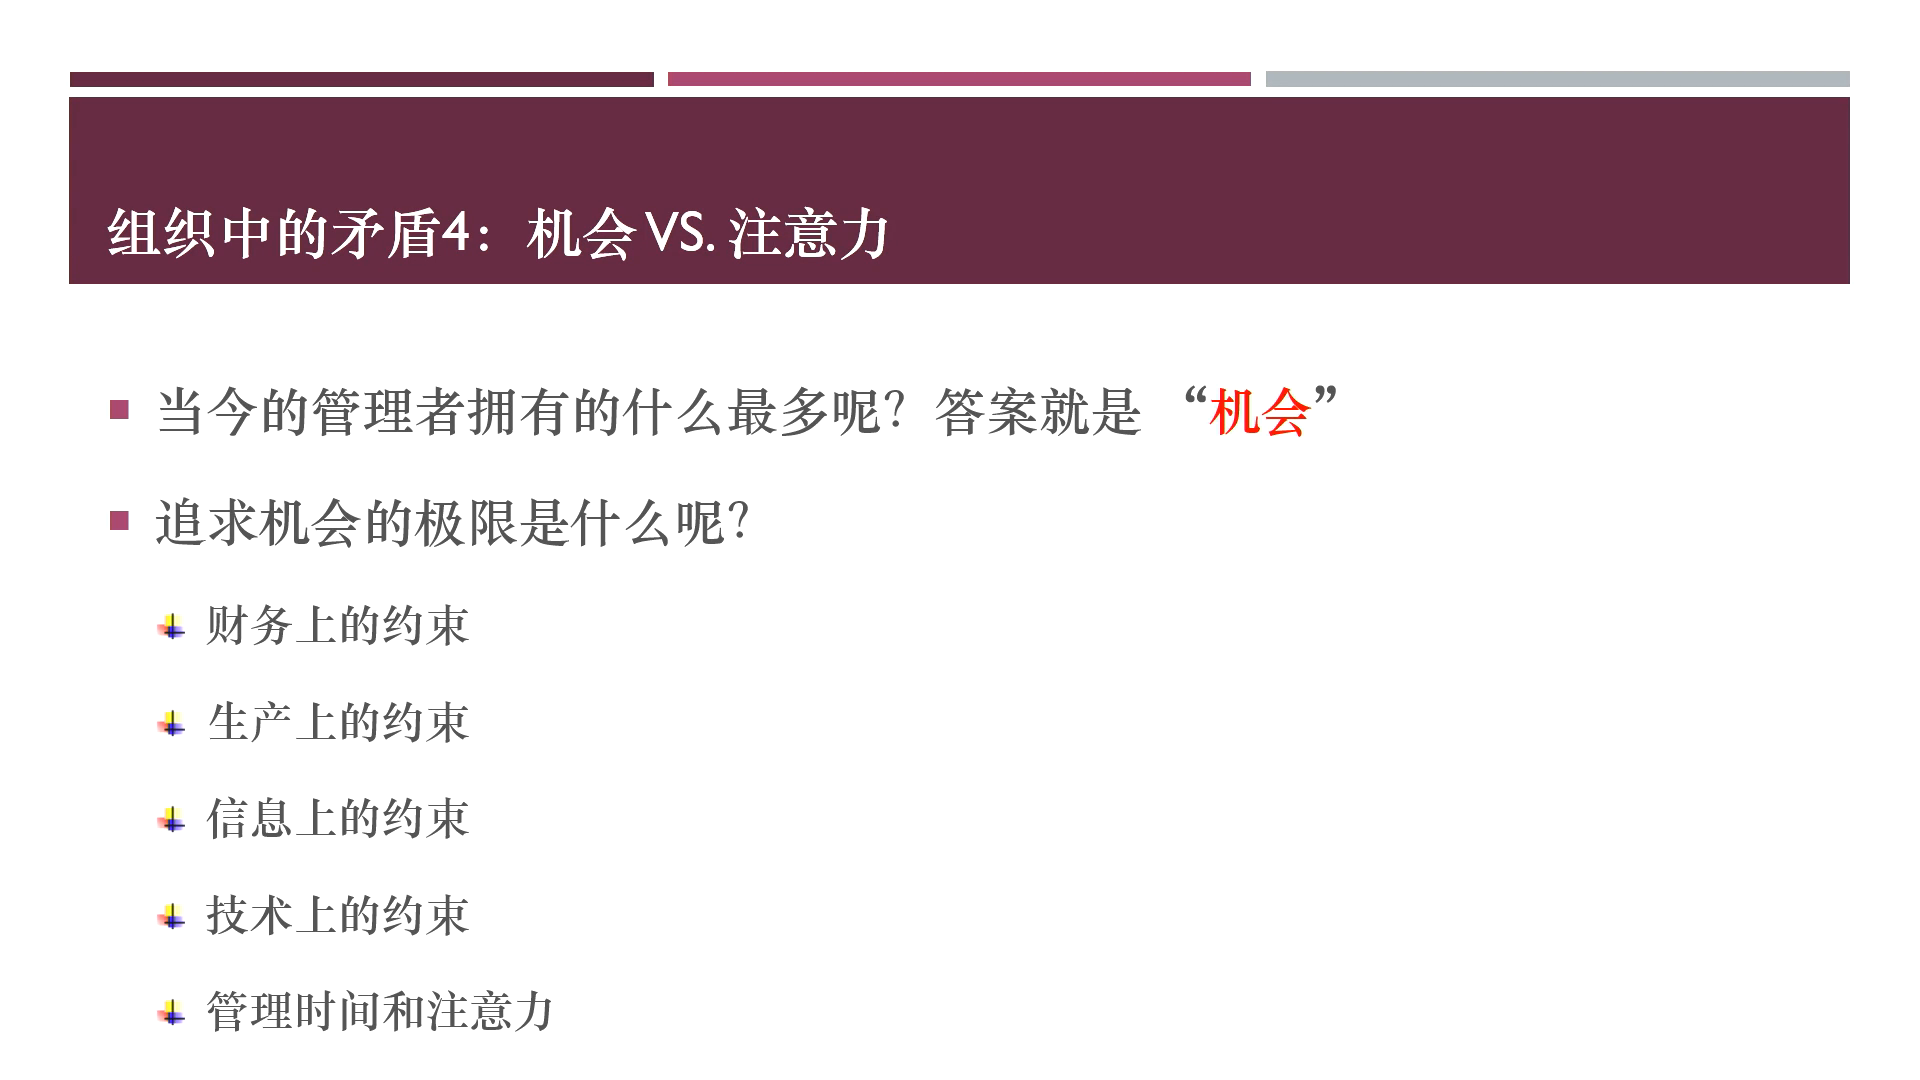 组织中的矛盾4：机会 VS. 注意力
当今的管理者拥有的什么最多呢？答案就是 “机会”
追求机会的极限是什么呢？
财务上的约束
生产上的约束
信息上的约束
技术上的约束
管理时间和注意力